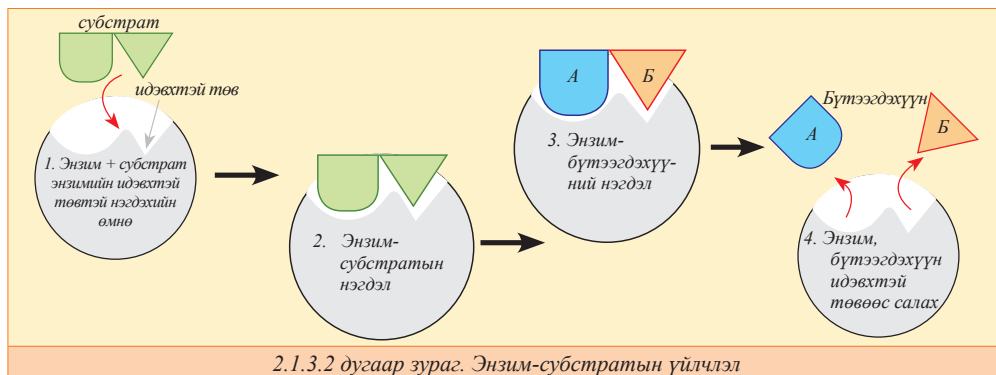 субстрат
идэвхтэй төв
1. Энзим + субстрат
энзимийн идэвхтэй
төвтэй нэгдэхийн
өмнө
2. Энзим-
субстратын
нэгдэл
А
Б
3. Энзим-
бүтээгдэхүү-
ний нэгдэл
Бүтээгдэхүүн
А
Б
4. Энзим,
бүтээгдэхүүн
идэвхтэй
төвөөс салах
2.1.3.2 дугаар зураг. Энзим-субстратын үйлчлэл